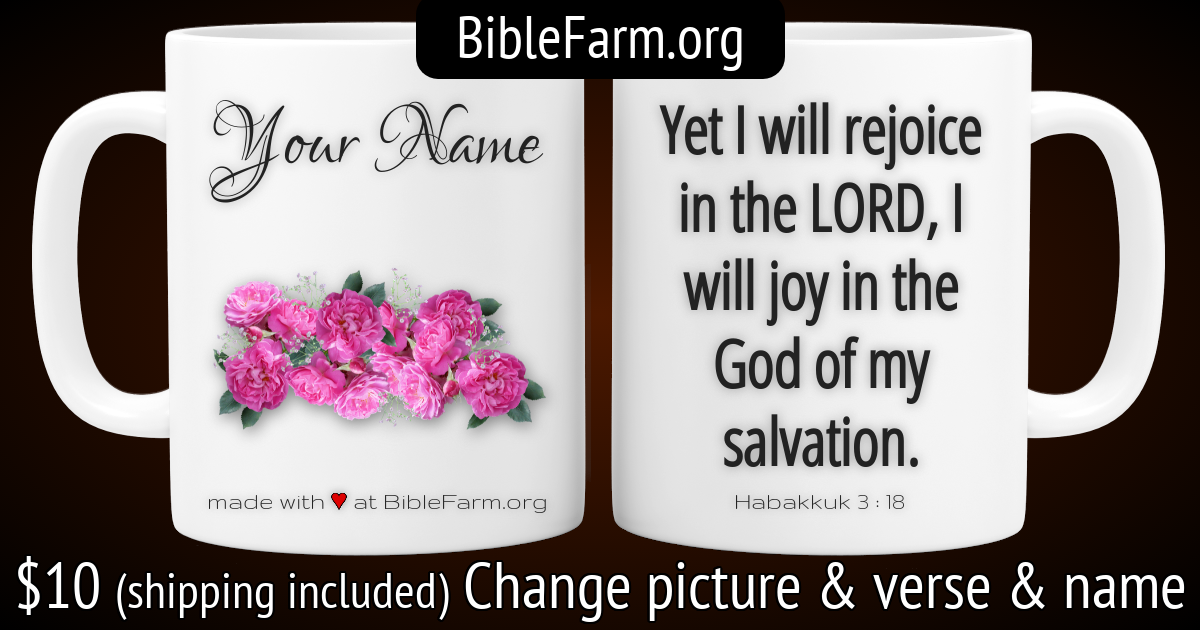 BibleFarm.org
Your Name
made with ♥ at BibleFarm.org
Yet I will rejoice
in the LORD, I
will joy in the
God of my
salvation.
Habakkuk 3 : 18
$10 (shipping included) Change picture & verse & name